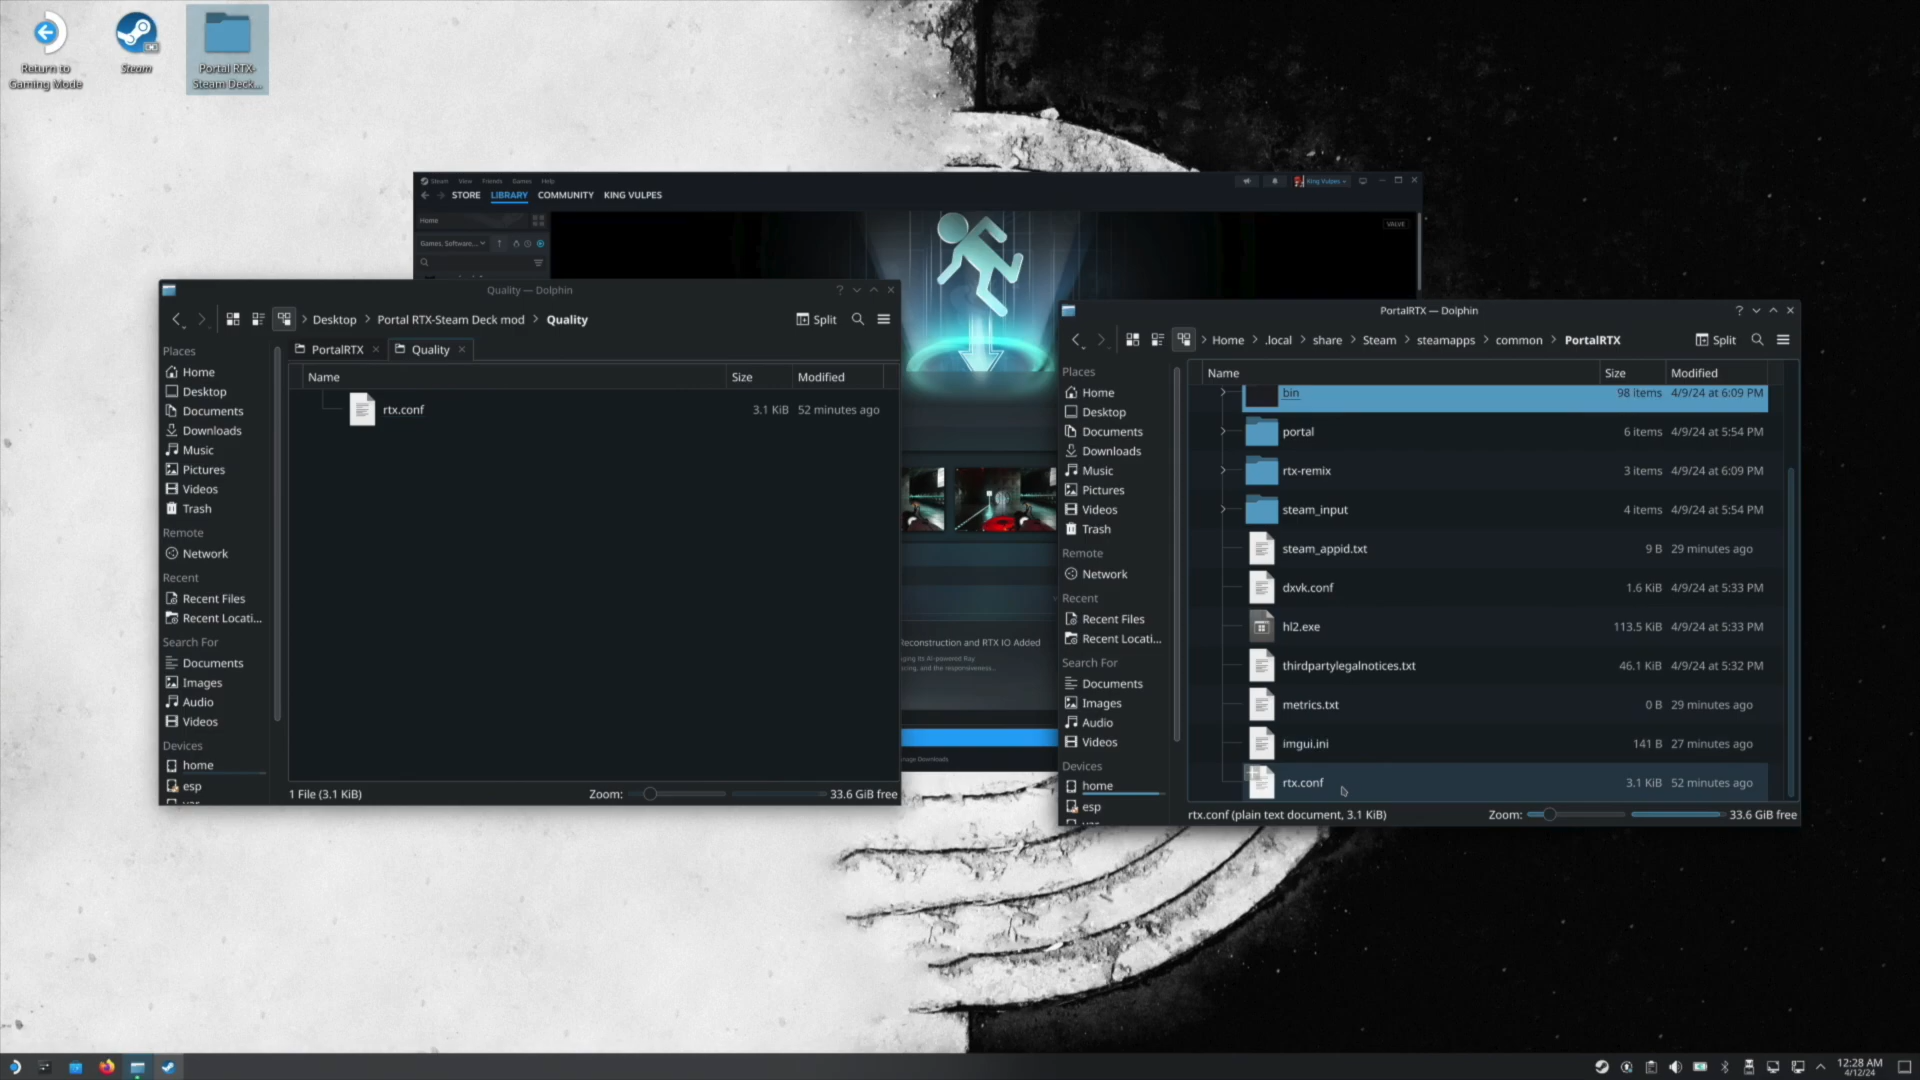 Return to
Gaming Mode
Steam
Portal RTX-
Steam Deck...
Steam View Friends Games Help
King Vulpes
STORE LIBRARY COMMUNITY KING VULPES
Home
VALVE
Games, Software,...
Reconstruction and RTX IO Added
Quality — Dolphin
Desktop > Portal RTX-Steam Deck mod > Quality
Split
PortalRTX
Quality
Places
Home
Desktop
Documents
Downloads
Music
Pictures
Videos
Trash
Remote
Network
Recent
Recent Files
Recent Locati...
Search For
Documents
Images
Audio
Videos
Devices
home
esp
Name Size Modified
rtx.conf 3.1 KiB 52 minutes ago
1 File (3.1 KiB)
Zoom:
33.6 GiB free
PortalRTX — Dolphin
Home > .local > share > Steam > steamapps > common > PortalRTX
Split
Places
Home
Desktop
Documents
Downloads
Music
Pictures
Videos
Trash
Remote
Network
Recent
Recent Files
Recent Locati...
Search For
Documents
Images
Audio
Videos
Devices
home
esp
Name Size Modified
bin 98 items 4/9/24 at 6:09 PM
portal 6 items 4/9/24 at 5:54 PM
rtx-remix 3 items 4/9/24 at 6:09 PM
steam_input 4 items 4/9/24 at 5:54 PM
steam_appid.txt 9 B 29 minutes ago
dxvk.conf 1.6 KiB 4/9/24 at 5:33 PM
hl2.exe 113.5 KiB 4/9/24 at 5:33 PM
thirdpartylegalnotices.txt 46.1 KiB 4/9/24 at 5:32 PM
metrics.txt 0 B 29 minutes ago
imgui.ini 141 B 27 minutes ago
rtx.conf 3.1 KiB 52 minutes ago
rtx.conf (plain text document, 3.1 KiB)
Zoom:
33.6 GiB free
12:28 AM
4/12/24